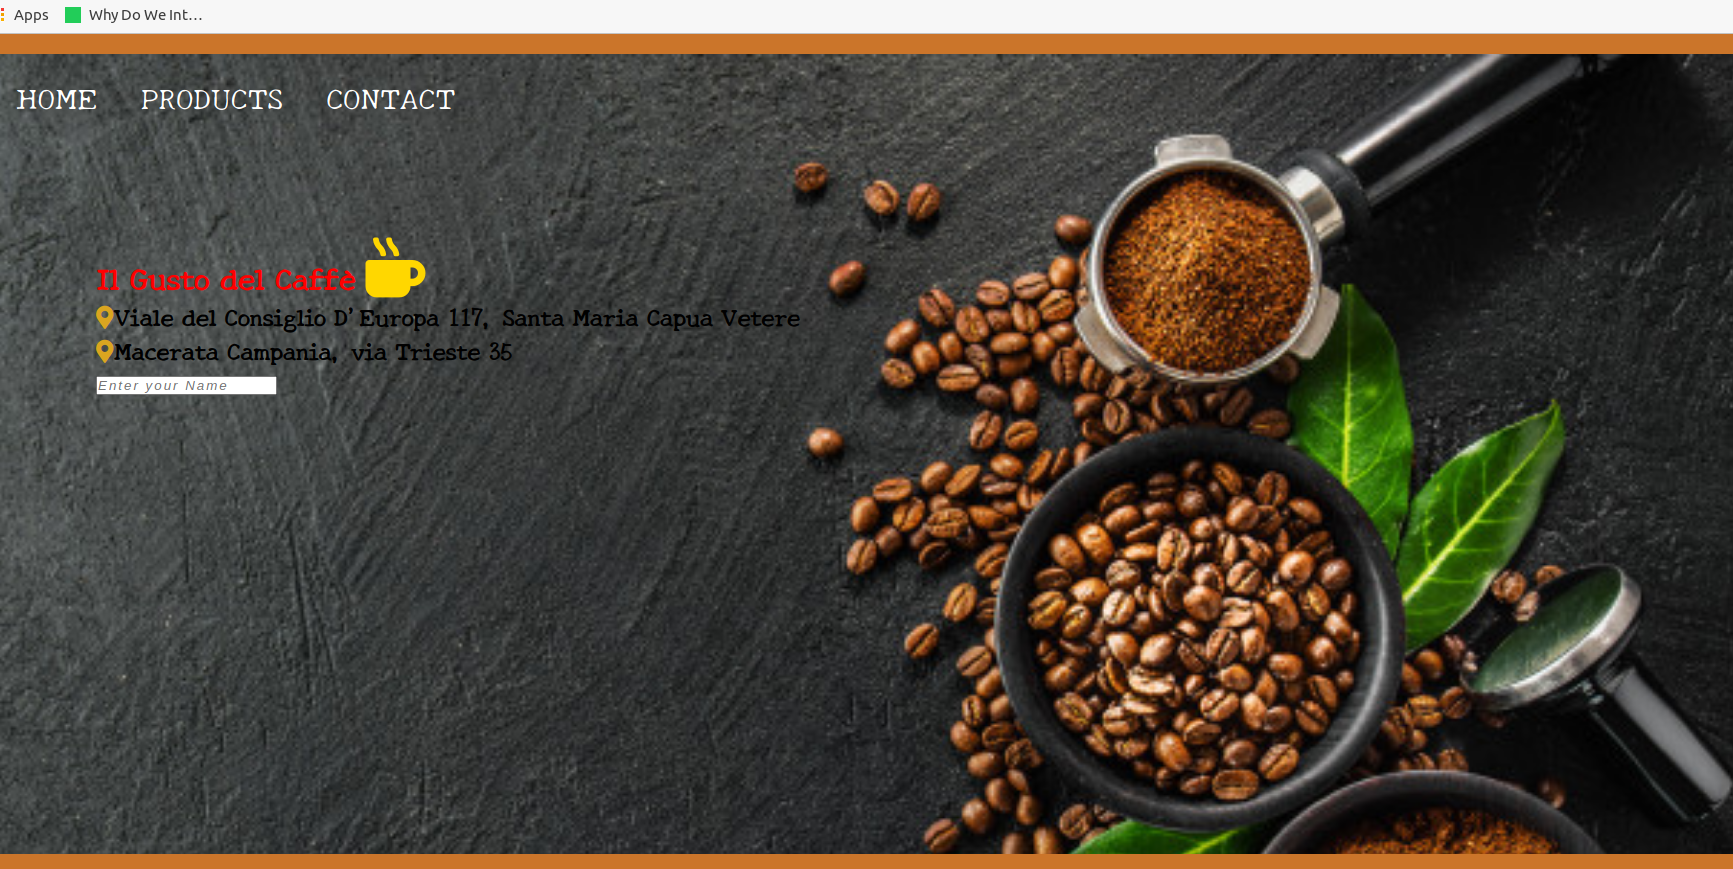 Apps Why Do We Int...
HOME PRODUCTS CONTACT
Il Gusto del Caffè
Viale del Consiglio D'Europa 117, Santa Maria Capua Vetere
Macerata Campania, via Trieste 35
Enter your Name